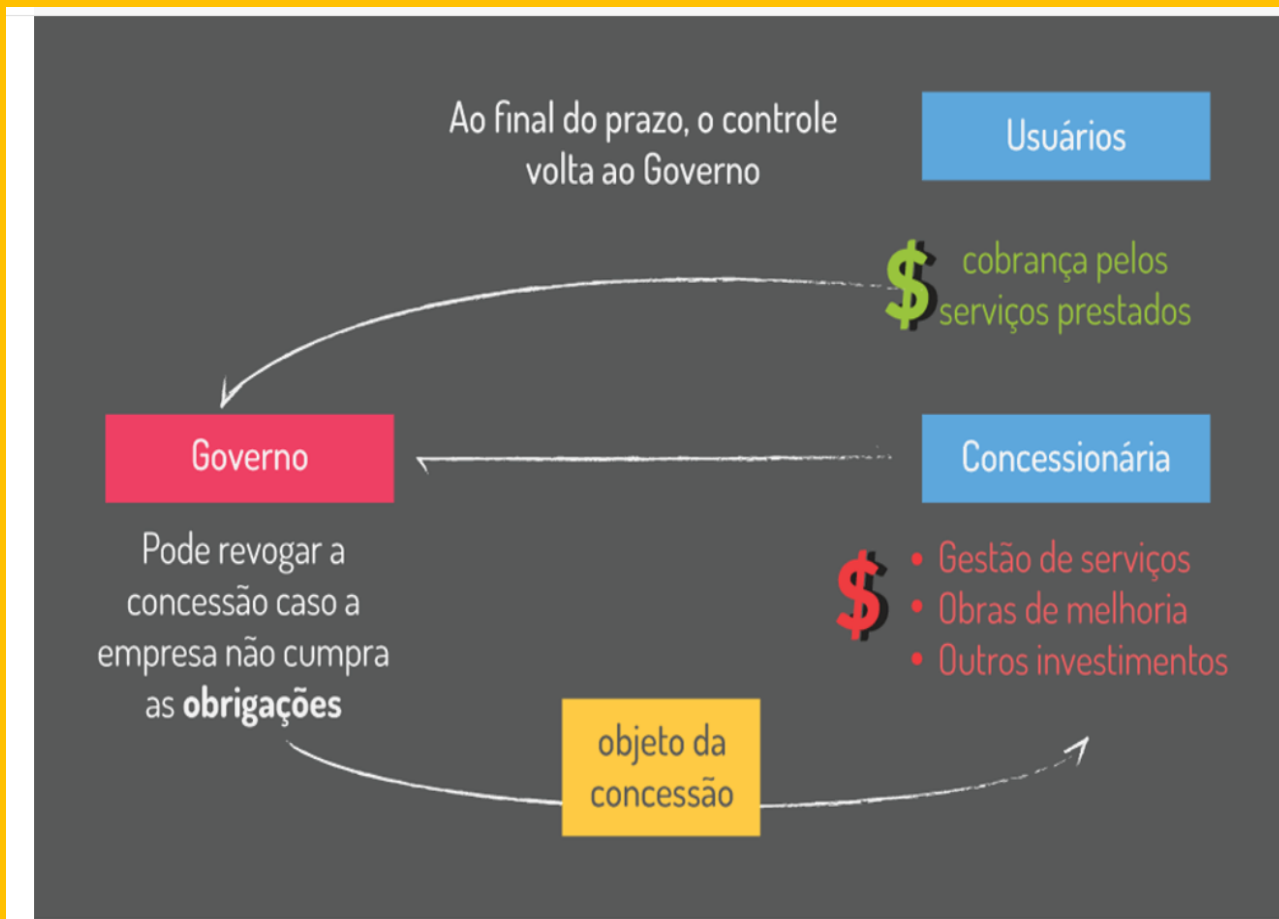 Ao final do prazo, o controle
volta ao Governo
Usuários
$
cobrança pelos
serviços prestados
Governo
Concessionária
Pode revogar a
concessão caso a
empresa não cumpra
as obrigações
$
• Gestão de serviços
• Obras de melhoria
• Outros investimentos
objeto da
concessão